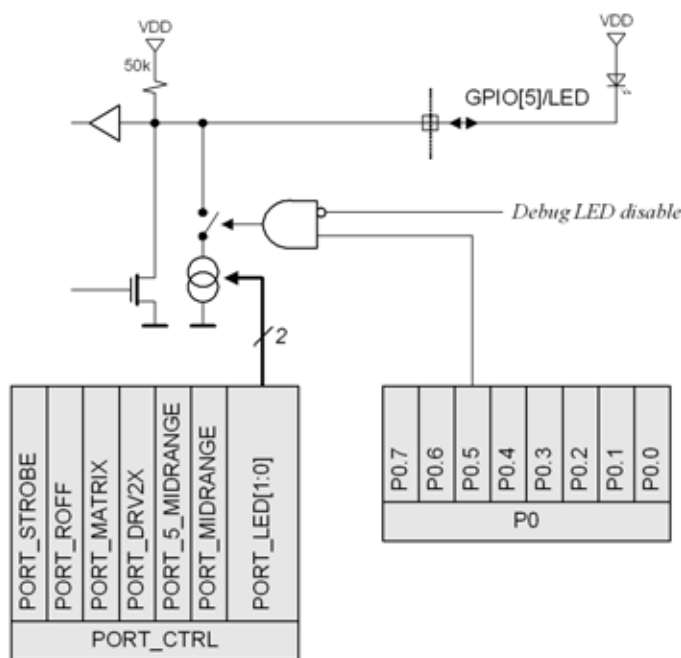 VDD
VDD
50k
GPIO[5]/LED
Debug LED disable
2
PORT_STROBE
PORT_ROFF
PORT_MATRIX
PORT_DRV2X
PORT_5_MIDRANGE
PORT_MIDRANGE
PORT_LED[1:0]
PORT_CTRL
P0.7
P0.6
P0.5
P0.4
P0.3
P0.2
P0.1
P0.0
P0